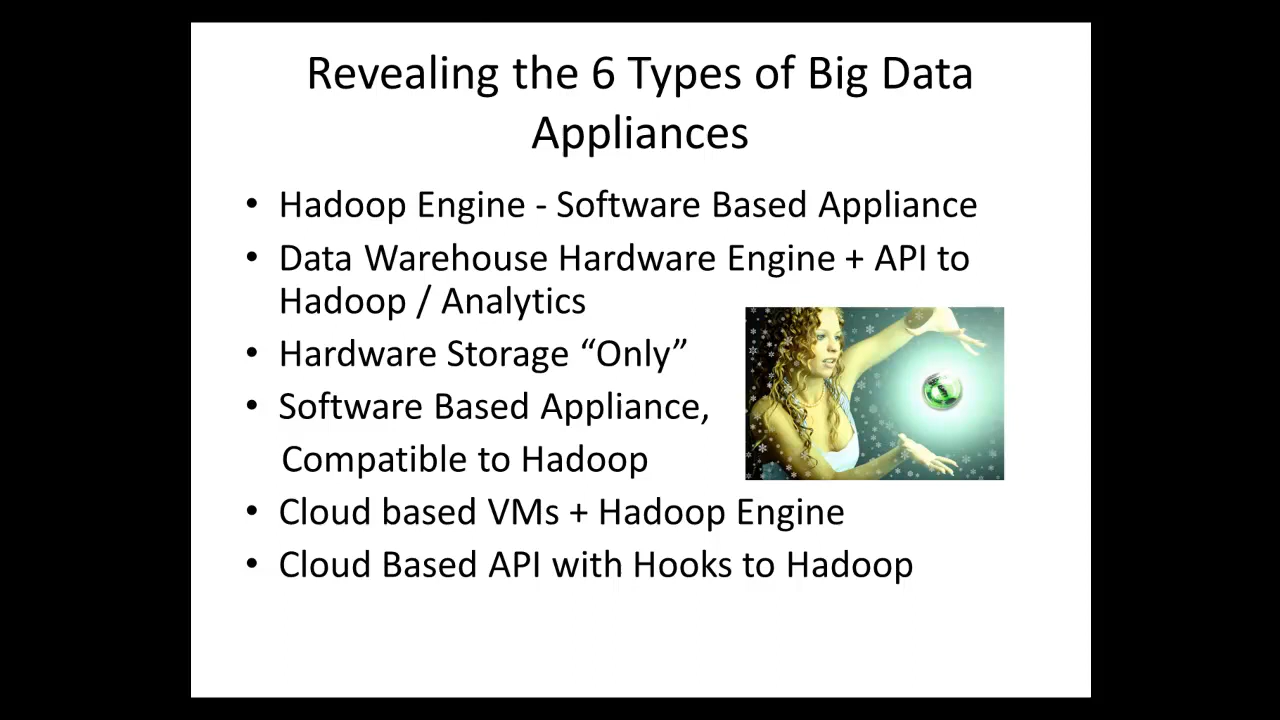 Revealing the 6 Types of Big Data
Appliances
• Hadoop Engine - Software Based Appliance
• Data Warehouse Hardware Engine + API to
Hadoop / Analytics
• Hardware Storage “Only”
• Software Based Appliance,
Compatible to Hadoop
• Cloud based VMs + Hadoop Engine
• Cloud Based API with Hooks to Hadoop